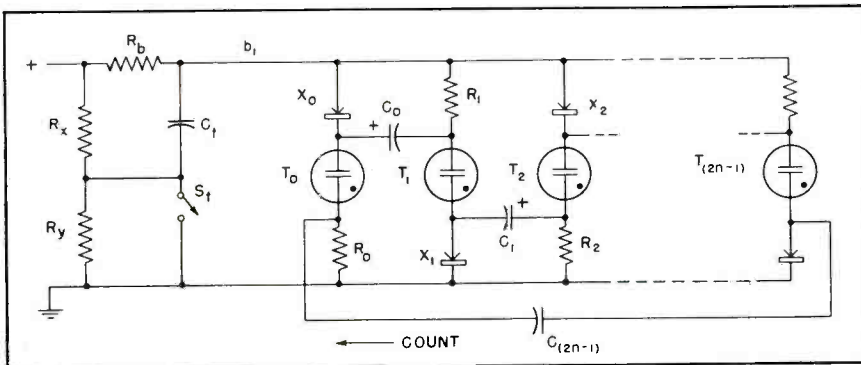 + R_b b_1
X_0 C_0 + R_1 X_2
R_x C_t
T_0 T_1 T_2 T_(2n-1)
S_t
R_y R_0 X_1 C_1 + R_2
COUNT C_(2n-1)